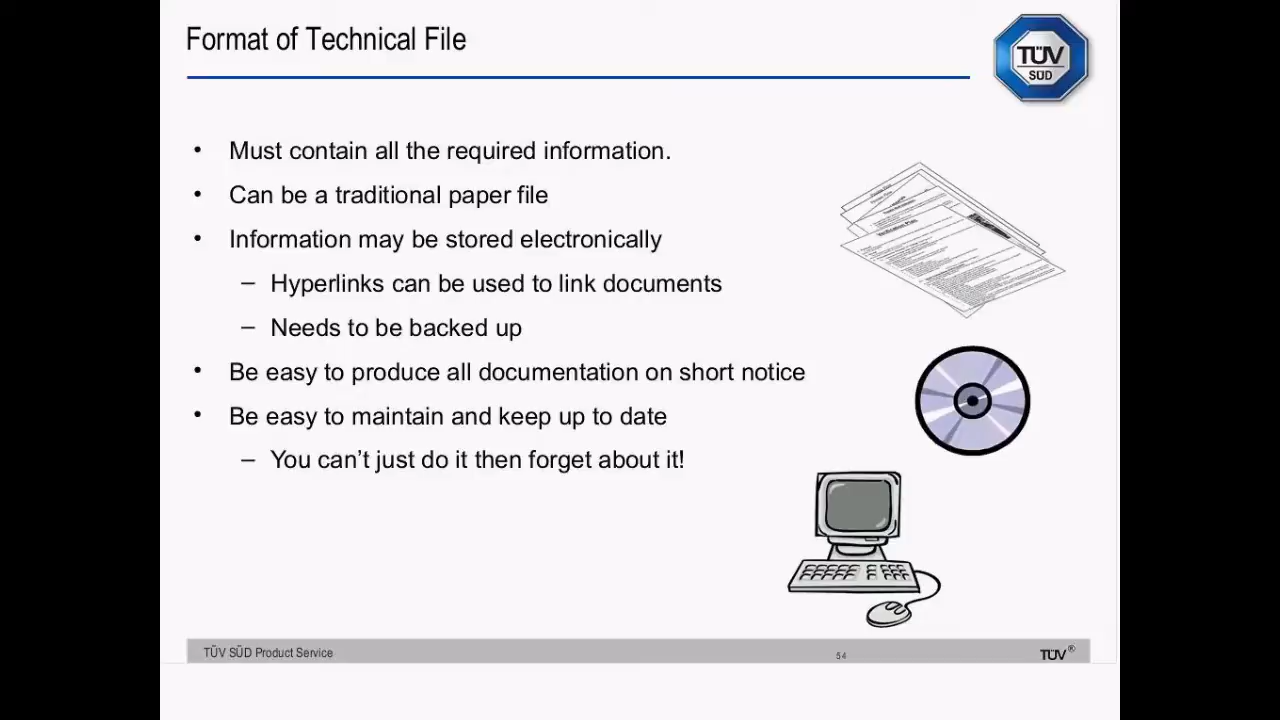 Format of Technical File
TÜV
SÜD
• Must contain all the required information.
• Can be a traditional paper file
• Information may be stored electronically
– Hyperlinks can be used to link documents
– Needs to be backed up
• Be easy to produce all documentation on short notice
• Be easy to maintain and keep up to date
– You can't just do it then forget about it!
TÜV SÜD Product Service
54
TÜV®